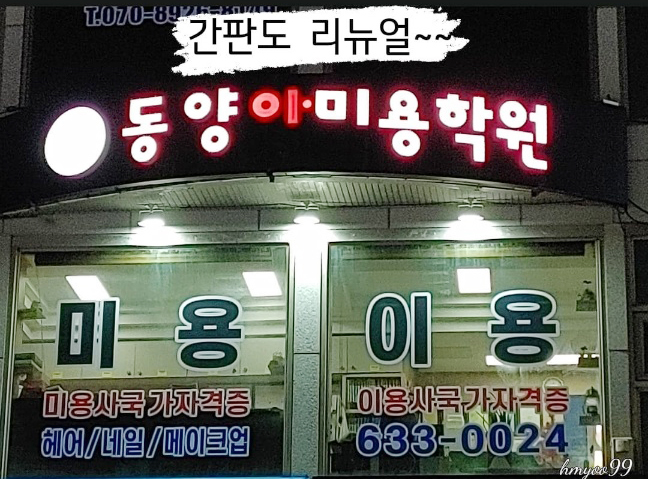 간판도 리뉴얼~~
동양이·미용학원
미용
이용
미용사국가자격증
이용사국가자격증
헤어/네일/메이크업
633-0024
hmyoo99